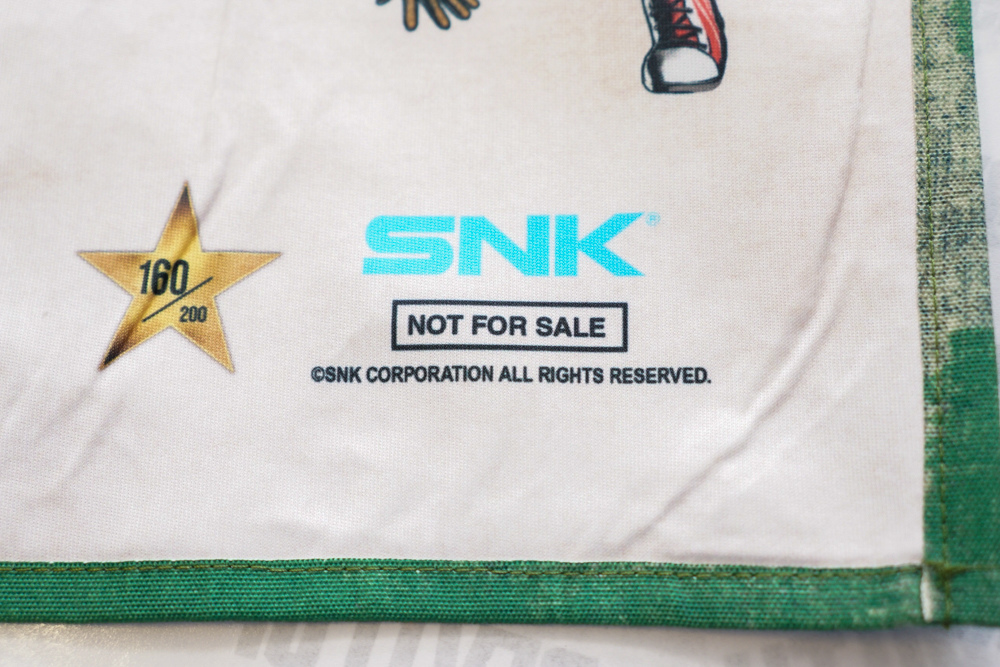 160/200
SNK®
NOT FOR SALE
©SNK CORPORATION ALL RIGHTS RESERVED.